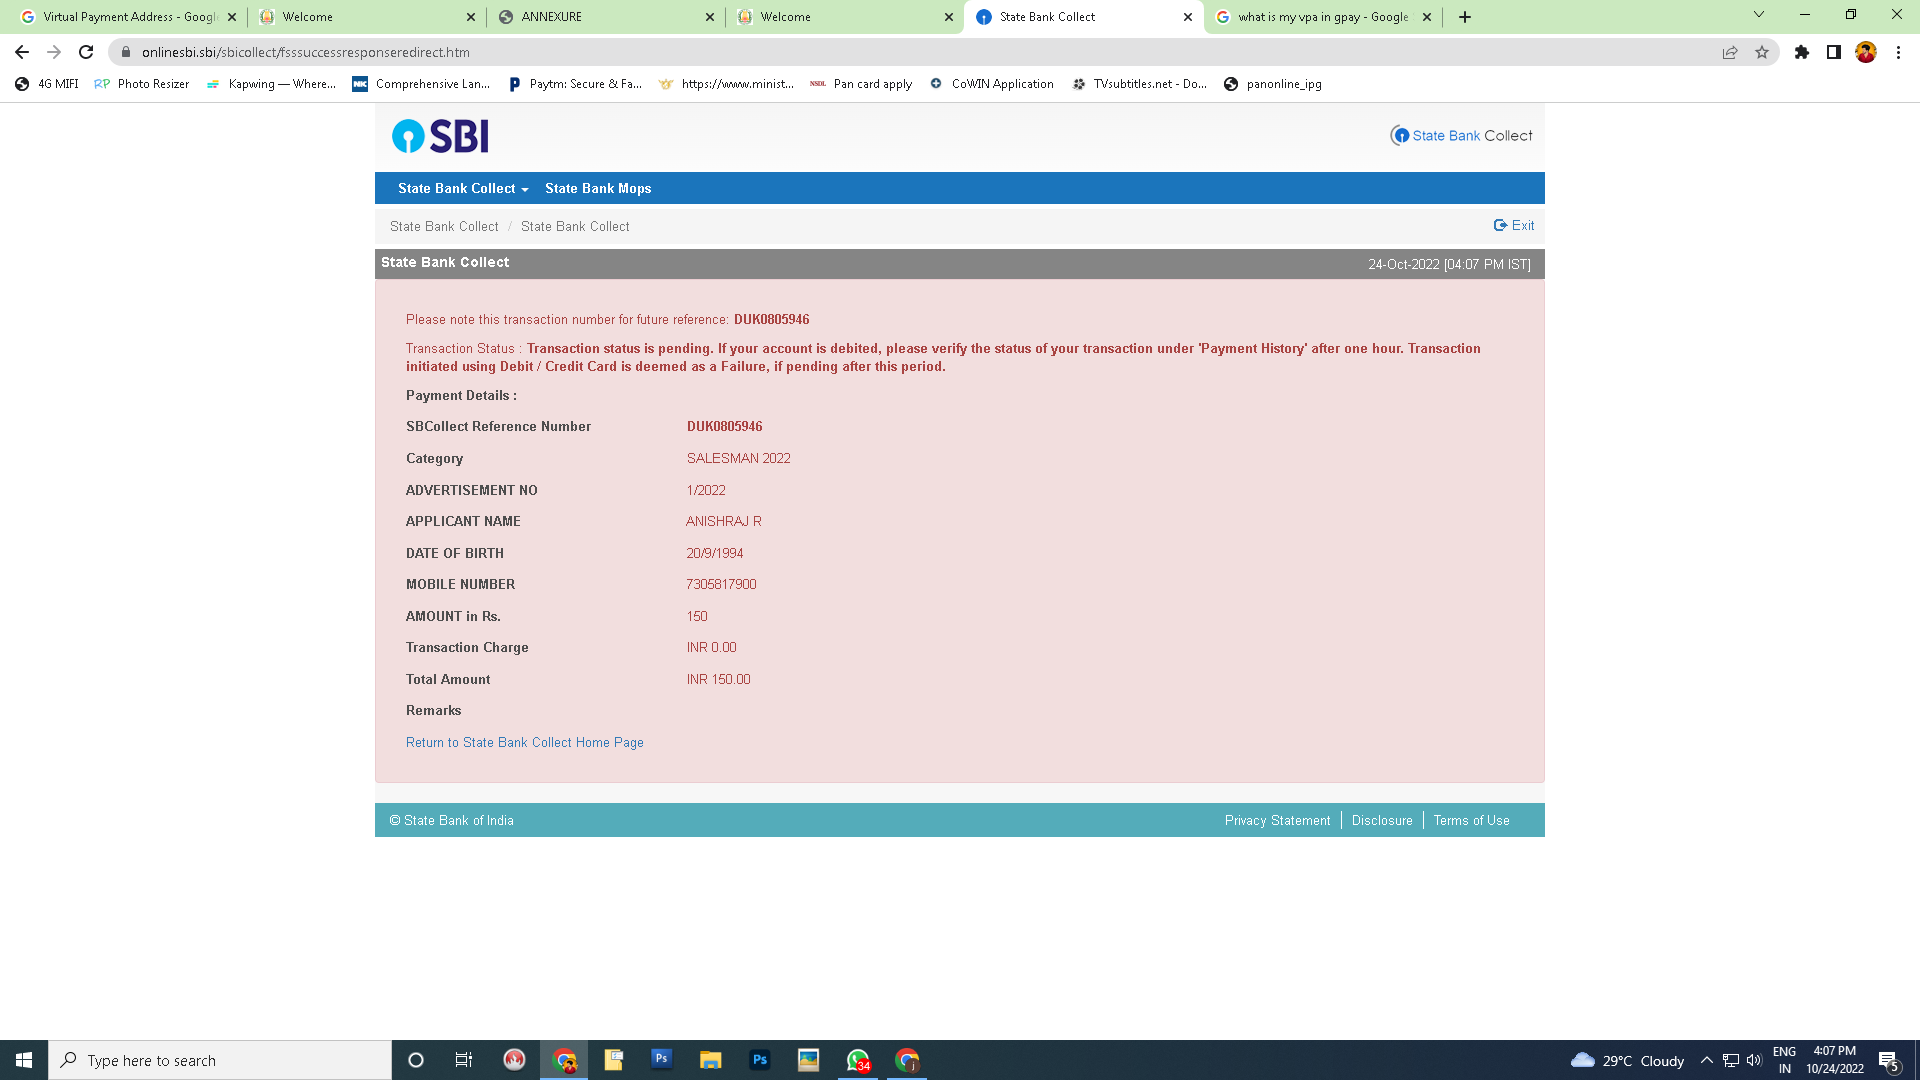 Virtual Payment Address - Googl
Welcome
ANNEXURE
Welcome
State Bank Collect
what is my vpa in gpay - Google
onlinesbi.sbi/sbicollect/fsssuccessresponseredirect.htm
4G MIFI
RP Photo Resizer
Kapwing — Where...
NK Comprehensive Lan...
P Paytm: Secure & Fa...
https://www.minist...
NSDL Pan card apply
CoWIN Application
TVsubtitles.net - Do...
panonline_ipg
SBI
State Bank Collect
State Bank Collect
State Bank Mops
State Bank Collect / State Bank Collect
Exit
State Bank Collect
24-Oct-2022 [04:07 PM IST]
Please note this transaction number for future reference: DUK0805946
Transaction Status : Transaction status is pending. If your account is debited, please verify the status of your transaction under 'Payment History' after one hour. Transaction
initiated using Debit / Credit Card is deemed as a Failure, if pending after this period.
Payment Details :
SBCollect Reference Number DUK0805946
Category SALESMAN 2022
ADVERTISEMENT NO 1/2022
APPLICANT NAME ANISHRAJ R
DATE OF BIRTH 20/9/1994
MOBILE NUMBER 7305817900
AMOUNT in Rs. 150
Transaction Charge INR 0.00
Total Amount INR 150.00
Remarks
Return to State Bank Collect Home Page
© State Bank of India
Privacy Statement
Disclosure
Terms of Use
Type here to search
Ps
Ps
34
j
29°C Cloudy
ENG
IN
4:07 PM
10/24/2022
5